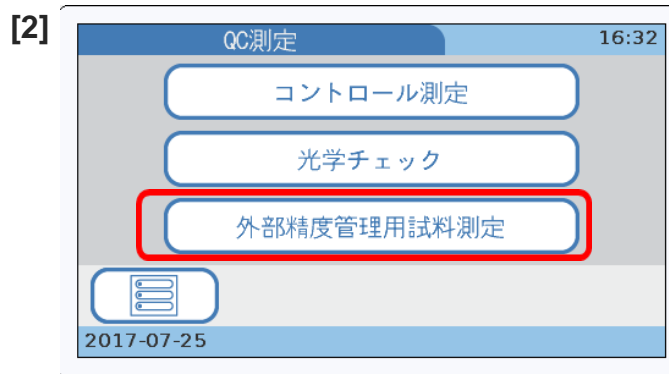 [2]
QC測定 16:32
コントロール測定
光学チェック
外部精度管理用試料測定
2017-07-25